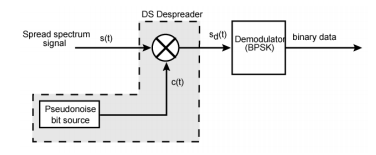 DS Despreader
Spread spectrum
signal
s(t)
s_d(t)
Demodulator
(BPSK)
binary data
c(t)
Pseudonoise
bit source